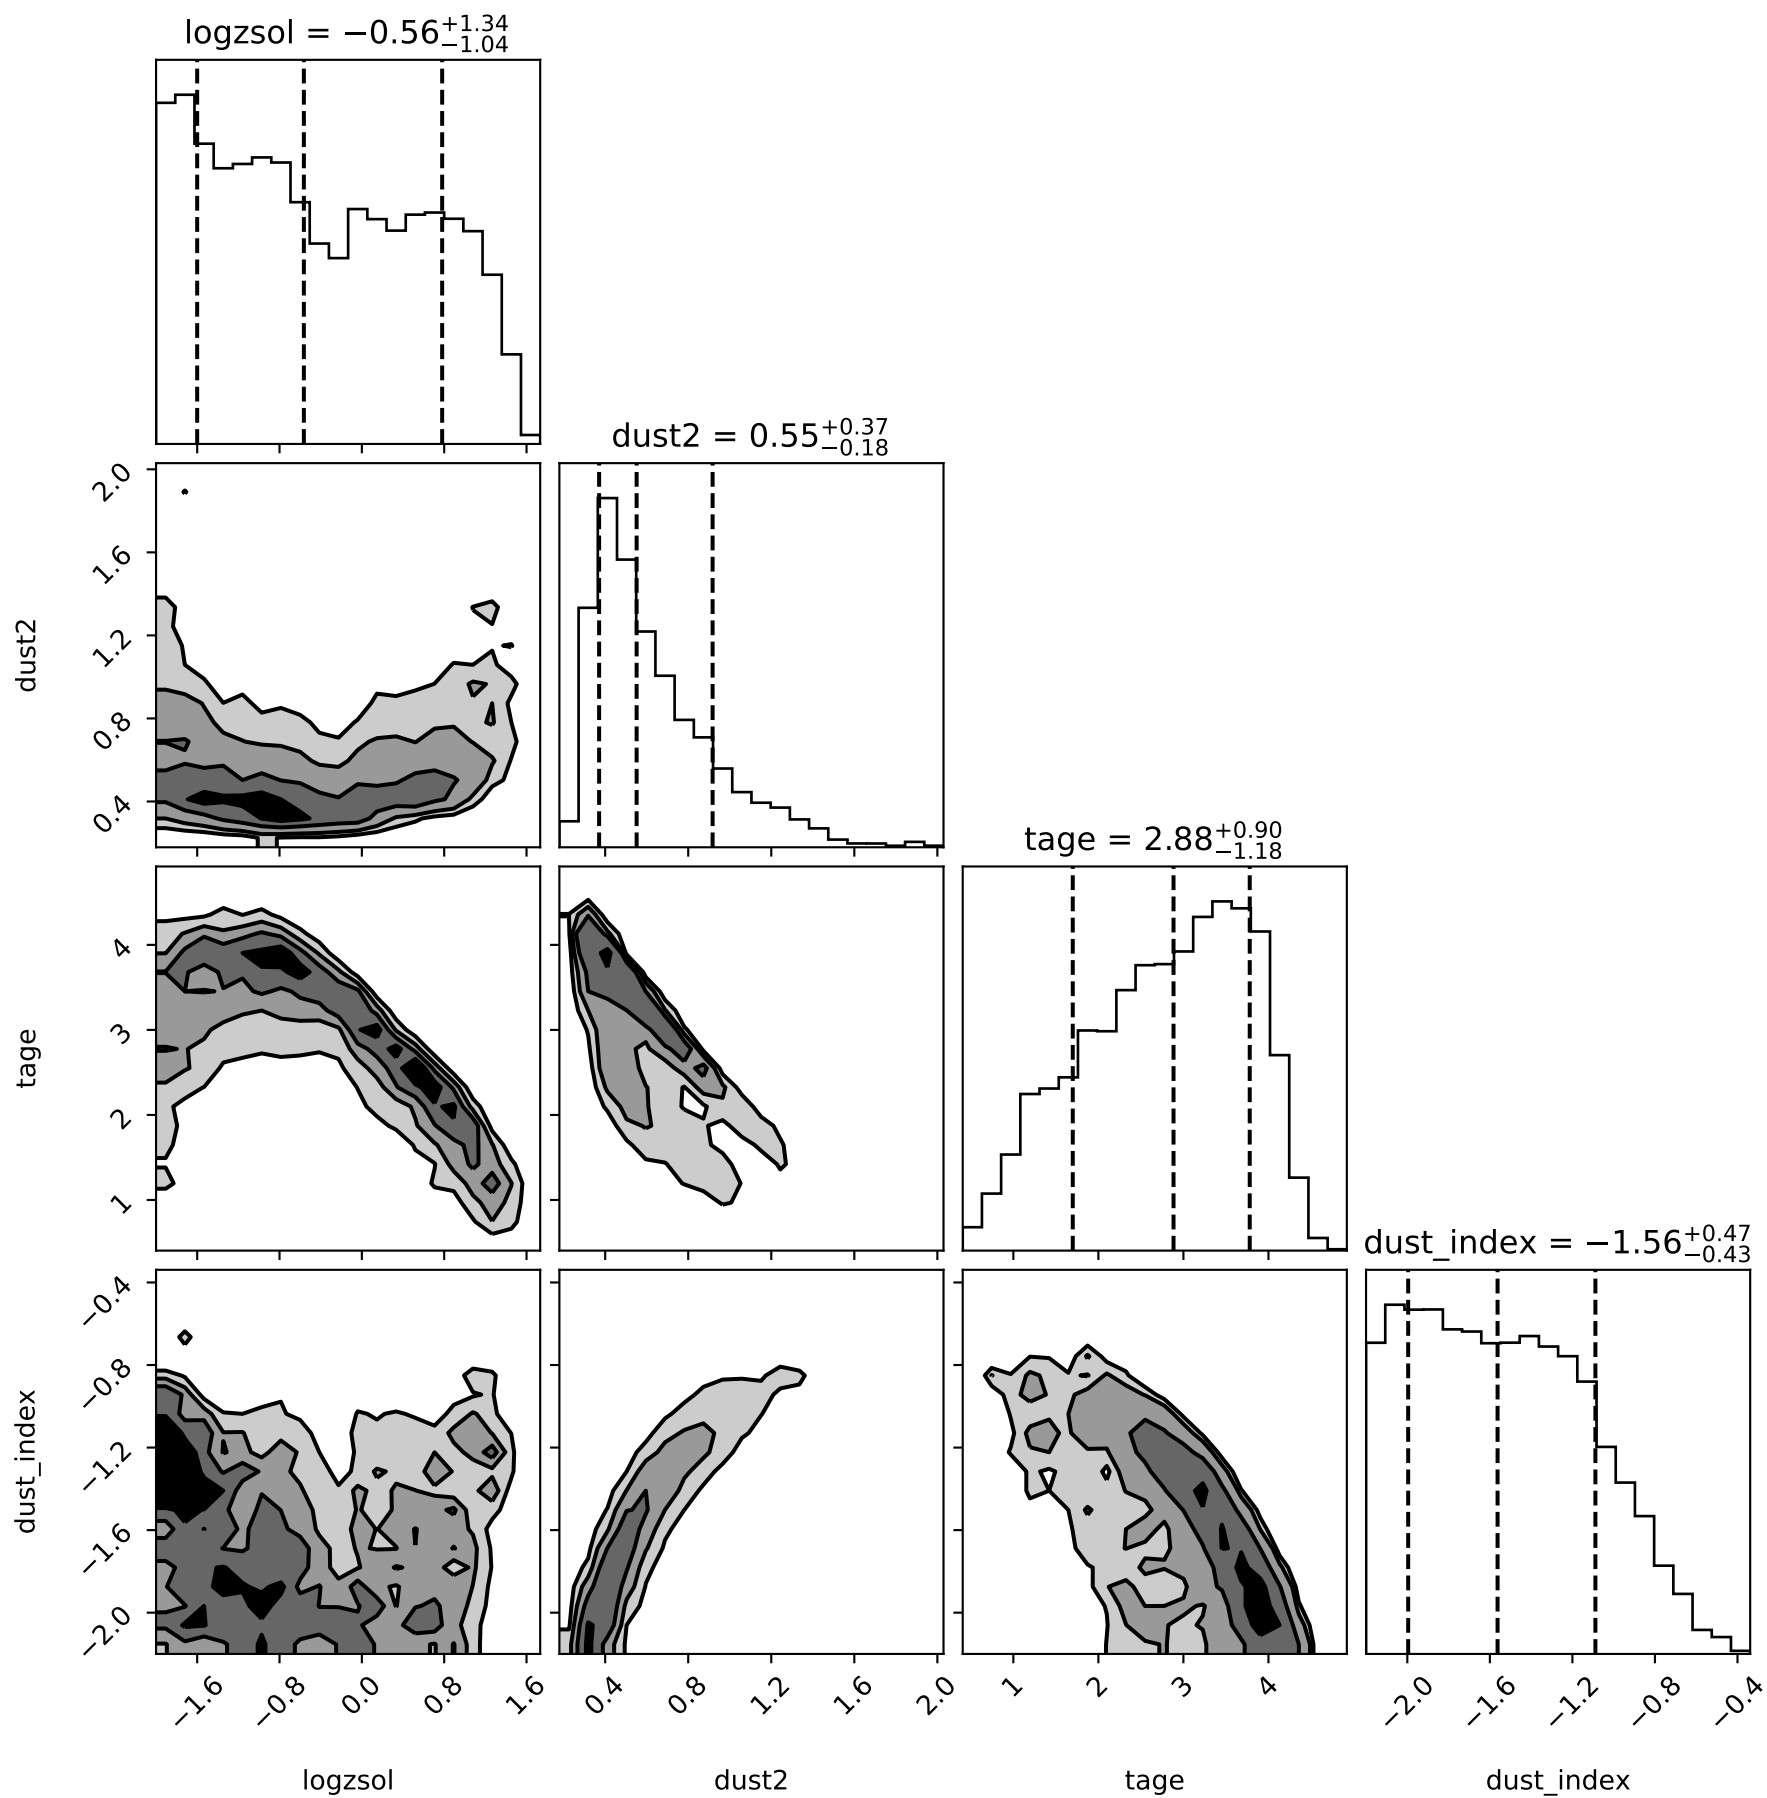 logzsol = −0.56+1.34−1.04
dust2 = 0.55+0.37−0.18
2.0
1.6
1.2
0.8
0.4
dust2
tage = 2.88+0.90−1.18
4
3
2
1
tage
dust_index = −1.56+0.47−0.43
−0.4
−0.8
−1.2
−1.6
−2.0
dust_index
−1.6 −0.8 0.0 0.8 1.6
0.4 0.8 1.2 1.6 2.0
1 2 3 4
−2.0 −1.6 −1.2 −0.8 −0.4
logzsol
dust2
tage
dust_index